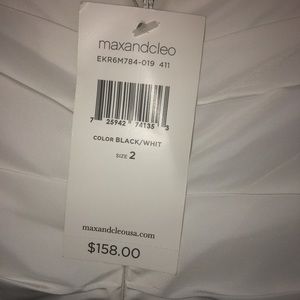 maxandcleo
EKR6M784-019 411
7 25942 74135 3
COLOR BLACK/WHIT
SIZE 2
maxandcleousa.com
$158.00